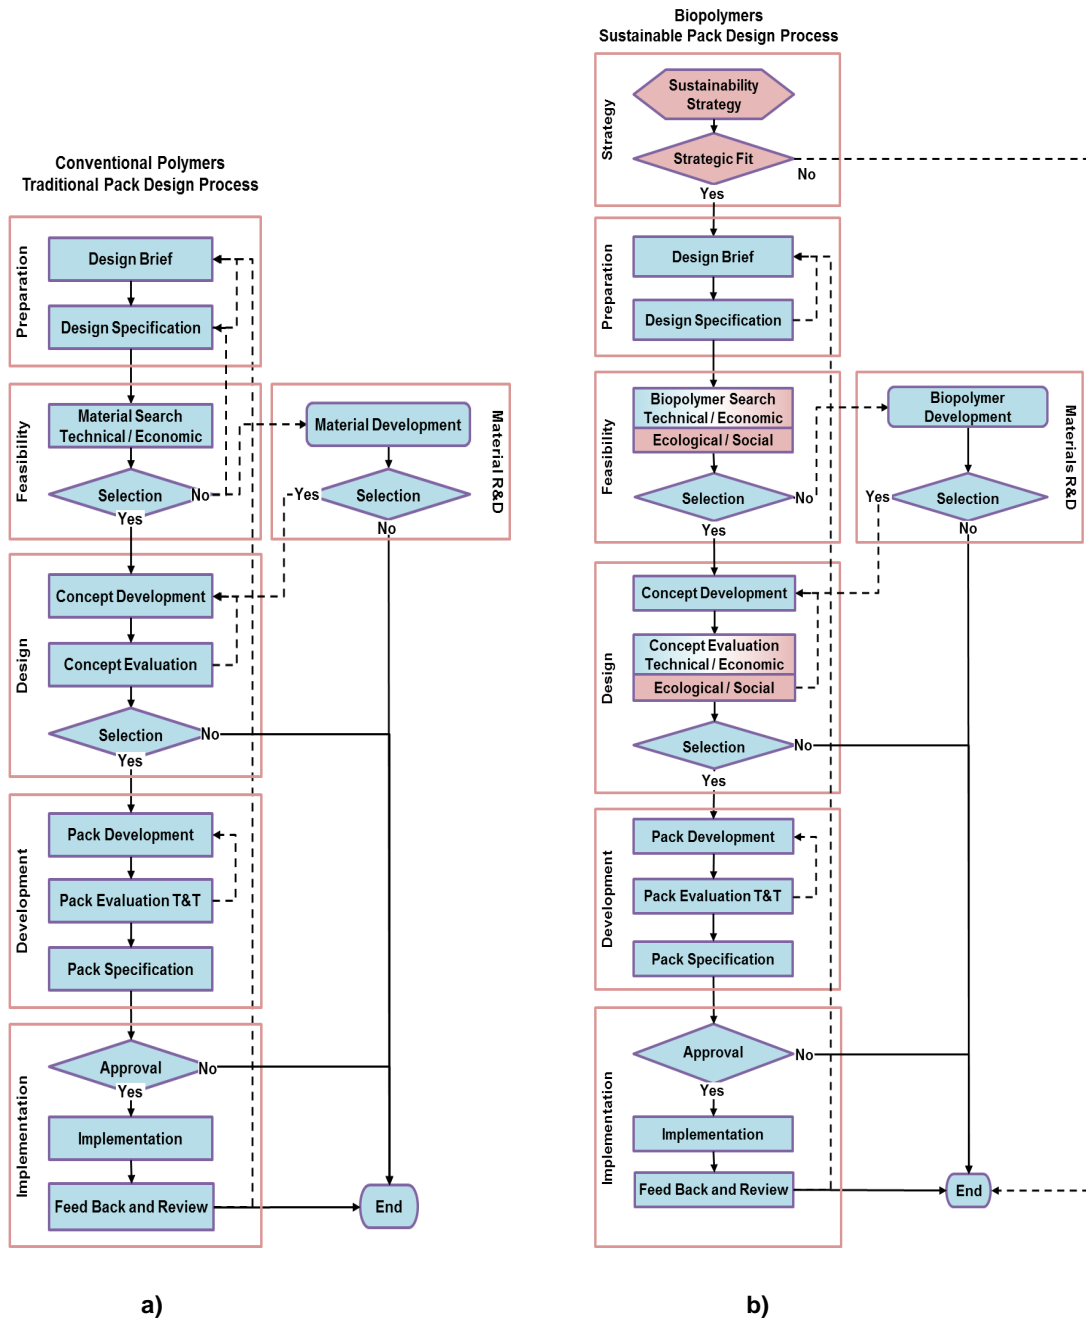 Conventional Polymers
Traditional Pack Design Process
Preparation
Design Brief
Design Specification
Feasibility
Material Search
Technical / Economic
Selection
No
Yes
Material Development
Selection
Yes
No
Material R&D
Design
Concept Development
Concept Evaluation
Selection
No
Yes
Development
Pack Development
Pack Evaluation T&T
Pack Specification
Implementation
Approval
No
Yes
Implementation
Feed Back and Review
End
a)
Biopolymers
Sustainable Pack Design Process
Strategy
Sustainability
Strategy
Strategic Fit
No
Yes
Preparation
Design Brief
Design Specification
Feasibility
Biopolymer Search
Technical / Economic
Ecological / Social
Selection
No
Yes
Biopolymer
Development
Selection
Yes
No
Materials R&D
Design
Concept Development
Concept Evaluation
Technical / Economic
Ecological / Social
Selection
No
Yes
Development
Pack Development
Pack Evaluation T&T
Pack Specification
Implementation
Approval
No
Yes
Implementation
Feed Back and Review
End
b)